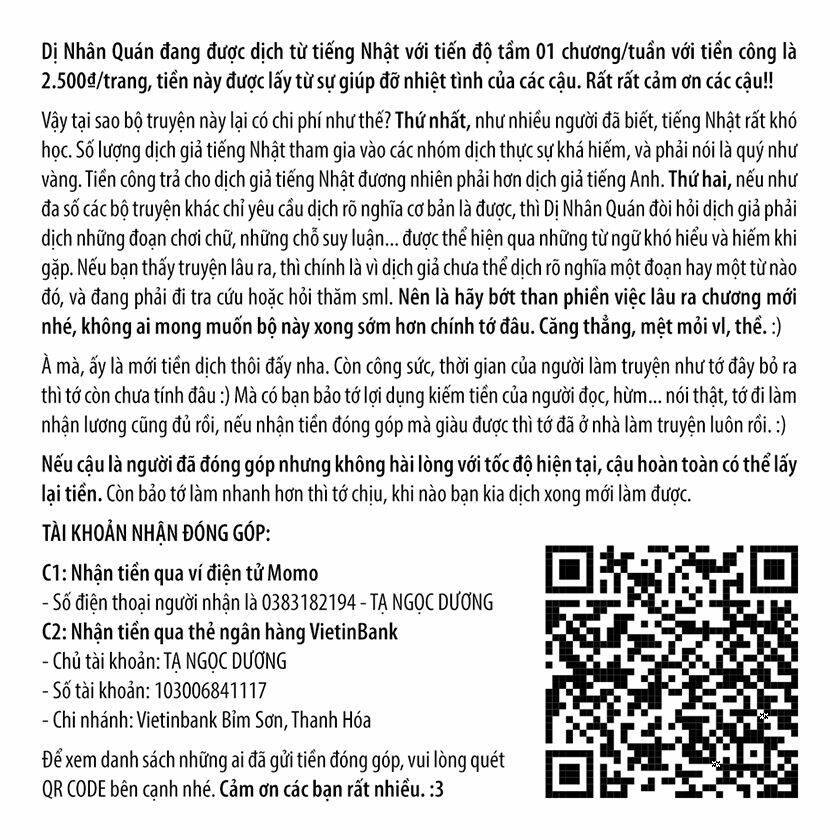 Dị Nhân Quán đang được dịch từ tiếng Nhật với tiến độ tầm 01 chương/tuần với tiền công là
2.500₫/trang, tiền này được lấy từ sự giúp đỡ nhiệt tình của các cậu. Rất rất cảm ơn các cậu!!
Vậy tại sao bộ truyện này lại có chi phí như thế? Thứ nhất, như nhiều người đã biết, tiếng Nhật rất khó
học. Số lượng dịch giả tiếng Nhật tham gia vào các nhóm dịch thực sự khá hiếm, và phải nói là quý như
vàng. Tiền công trả cho dịch giả tiếng Nhật đương nhiên phải hơn dịch giả tiếng Anh. Thứ hai, nếu như
đa số các bộ truyện khác chỉ yêu cầu dịch rõ nghĩa cơ bản là được, thì Dị Nhân Quán đòi hỏi dịch giả phải
dịch những đoạn chơi chữ, những chỗ suy luận... được thể hiện qua những từ ngữ khó hiểu và hiếm khi
gặp. Nếu bạn thấy truyện lâu ra, thì chính là vì dịch giả chưa thể dịch rõ nghĩa một đoạn hay một từ nào
đó, và đang phải đi tra cứu hoặc hỏi thăm sml. Nên là hãy bớt than phiền việc lâu ra chương mới
nhé, không ai mong muốn bộ này xong sớm hơn chính tớ đâu. Căng thẳng, mệt mỏi vl, thề. :)
À mà, ấy là mới tiền dịch thôi đấy nha. Còn công sức, thời gian của người làm truyện như tớ đây bỏ ra
thì tớ còn chưa tính đâu :) Mà có bạn bảo tớ lợi dụng kiếm tiền của người đọc, hừm... nói thật, tớ đi làm
nhận lương cũng đủ rồi, nếu nhận tiền đóng góp mà giàu được thì tớ đã ở nhà làm truyện luôn rồi. :)
Nếu cậu là người đã đóng góp nhưng không hài lòng với tốc độ hiện tại, cậu hoàn toàn có thể lấy
lại tiền. Còn bảo tớ làm nhanh hơn thì tớ chịu, khi nào bạn kia dịch xong mới làm được.
TÀI KHOẢN NHẬN ĐÓNG GÓP:
C1: Nhận tiền qua ví điện tử Momo
- Số điện thoại người nhận là 0383182194 - TẠ NGỌC DƯƠNG
C2: Nhận tiền qua thẻ ngân hàng VietinBank
- Chủ tài khoản: TẠ NGỌC DƯƠNG
- Số tài khoản: 103006841117
- Chi nhánh: Vietinbank Bỉm Sơn, Thanh Hóa
Để xem danh sách những ai đã gửi tiền đóng góp, vui lòng quét
QR CODE bên cạnh nhé. Cảm ơn các bạn rất nhiều. :3